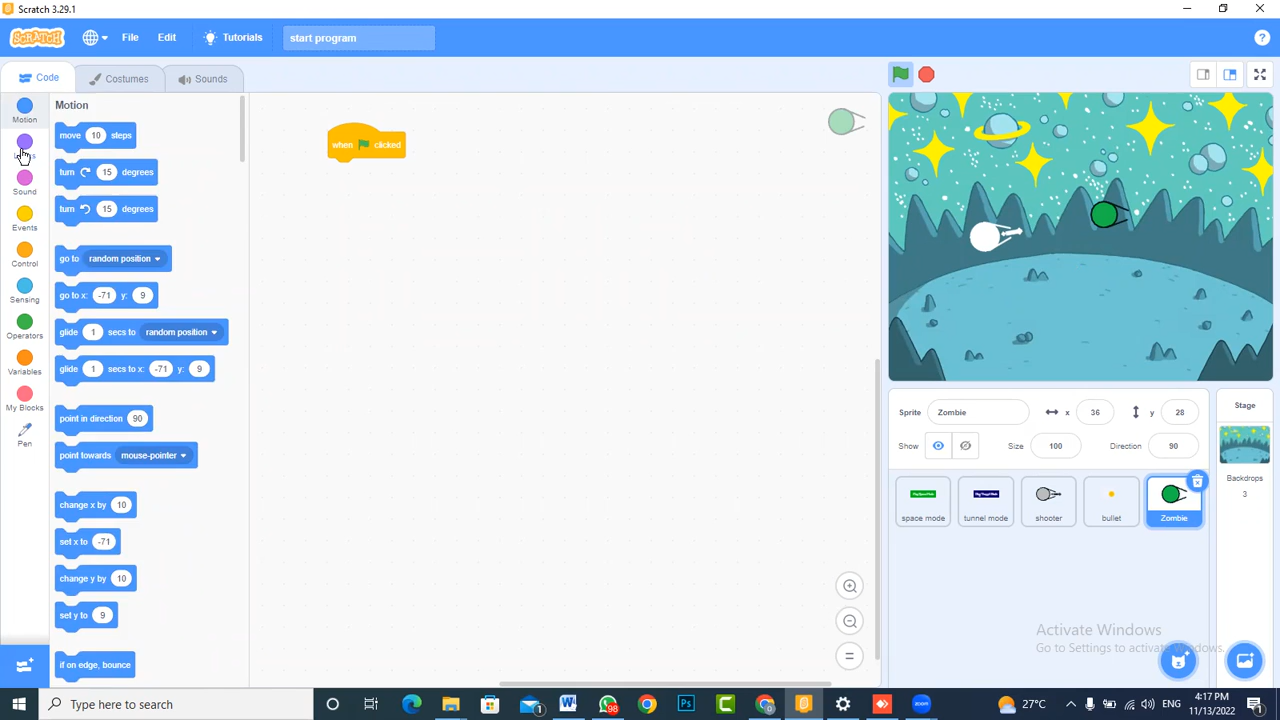 Scratch 3.29.1
SCRATCH
File
Edit
Tutorials
start program
Code
Costumes
Sounds
Motion
Sound
Events
Control
Sensing
Operators
Variables
My Blocks
Pen
Motion
move 10 steps
turn 15 degrees
turn 15 degrees
go to random position
go to x: -71 y: 9
glide 1 secs to random position
glide 1 secs to x: -71 y: 9
point in direction 90
point towards mouse-pointer
change x by 10
set x to -71
change y by 10
set y to 9
if on edge, bounce
when clicked
Sprite Zombie x 36 y 28
Show Size 100 Direction 90
space mode
tunnel mode
shooter
bullet
Zombie
Stage
Backdrops
3
Activate Windows
Go to Settings to activate Windows.
Type here to search
98
1
Ps
27°C
ENG
4:17 PM
11/13/2022